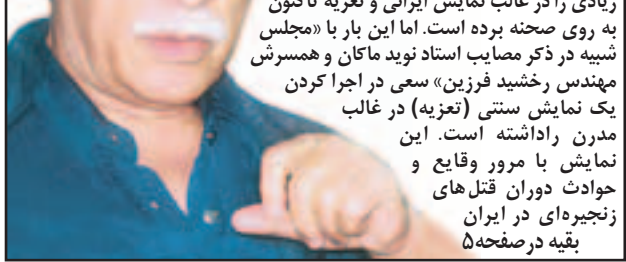 زیادی را در غالب نمایش ایرانی و تعزیه تاکنون
به روی صحنه برده است. اما این بار با «مجلس
شبیه در ذکر مصایب استاد نوید ماکان و همسرش
مهندس رخشید فرزین» سعی در اجرا کردن
یک نمایش سنتی (تعزیه) در غالب
مدرن راداشته است. این
نمایش با مرور وقایع و
حوادث دوران قتل‌های
زنجیره‌ای در ایران
بقیه درصفحه۵